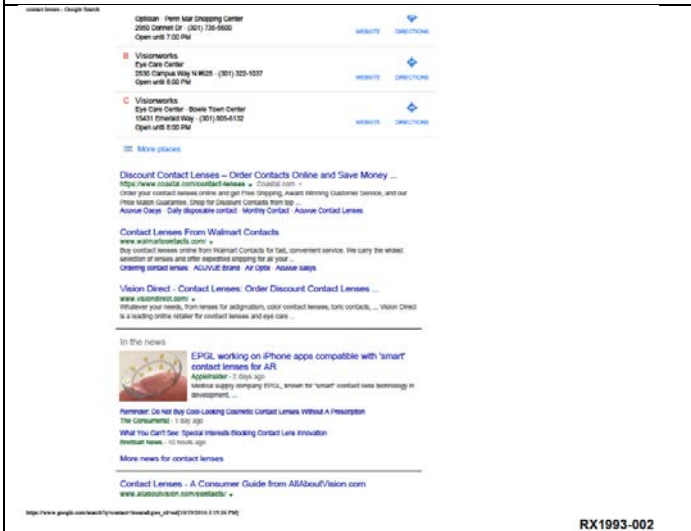 contact lenses - Google Search
Optician · Penn Mar Shopping Center
2950 Donnell Dr · (301) 735-5600
Open until 7:00 PM
WEBSITE DIRECTIONS
B Visionworks
Eye Care Center
2530 Campus Way N #625 · (301) 322-1037
Open until 8:00 PM
WEBSITE DIRECTIONS
C Visionworks
Eye Care Center · Bowie Town Center
15431 Emerald Way · (301) 805-6132
Open until 8:00 PM
WEBSITE DIRECTIONS
More places
Discount Contact Lenses – Order Contacts Online and Save Money ...
https://www.coastal.com/contact-lenses Coastal.com
Order your contact lenses online and get Free Shipping, Award Winning Customer Service, and our
Price Match Guarantee. Shop for Discount Contacts from top ...
Acuvue Oasys · Daily disposable contact · Monthly Contact · Acuvue Contact Lenses
Contact Lenses From Walmart Contacts
www.walmartcontacts.com/
Buy contact lenses online from Walmart Contacts for fast, convenient service. We carry the widest
selection of lenses and offer expedited shipping for all your ...
Ordering contact lenses · ACUVUE Brand · Air Optix · Acuvue oasys
Vision Direct - Contact Lenses: Order Discount Contact Lenses ...
www.visiondirect.com/
Whatever your needs, from lenses for astigmatism, color contact lenses, toric contacts, ... Vision Direct
is a leading online retailer for contact lenses and eye care ...
In the news
EPGL working on iPhone apps compatible with 'smart'
contact lenses for AR
AppleInsider - 2 days ago
Medical supply company EPGL, known for "smart" contact lens technology in
development, ...
Reminder: Do Not Buy Cool-Looking Cosmetic Contact Lenses Without A Prescription
The Consumerist - 1 day ago
What You Can't See: Special Interests Blocking Contact Lens Innovation
Breitbart News - 10 hours ago
More news for contact lenses
Contact Lenses - A Consumer Guide from AllAboutVision.com
www.allaboutvision.com/contacts/
RX1993-002